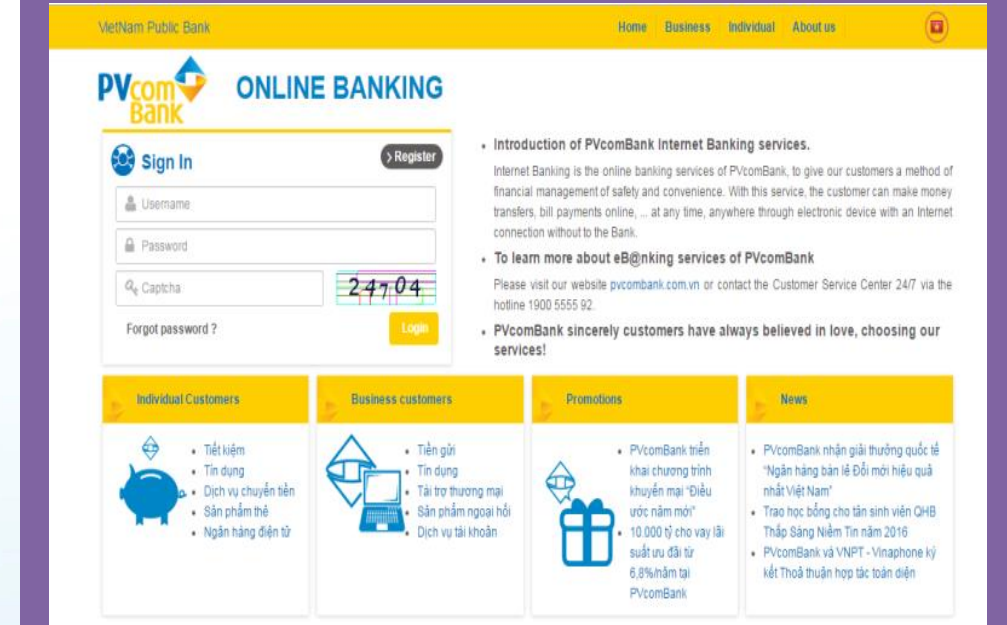 VietNam Public Bank
Home Business Individual About us
PVcom
Bank
ONLINE BANKING
Sign In
> Register
Username
Password
Captcha
24704
Forgot password ?
Login
Introduction of PVcomBank Internet Banking services.
Internet Banking is the online banking services of PVcomBank, to give our customers a method of
financial management of safety and convenience. With this service, the customer can make money
transfers, bill payments online, ... at any time, anywhere through electronic device with an Internet
connection without to the Bank.
To learn more about eB@nking services of PVcomBank
Please visit our website pvcombank.com.vn or contact the Customer Service Center 24/7 via the
hotline 1900 5555 92.
PVcomBank sincerely customers have always believed in love, choosing our
services!
Individual Customers
Tiết kiệm
Tín dụng
Dịch vụ chuyển tiền
Sản phẩm thẻ
Ngân hàng điện tử
Business customers
Tiền gửi
Tín dụng
Tài trợ thương mại
Sản phẩm ngoại hối
Dịch vụ tài khoản
Promotions
PVcomBank triển
khai chương trình
khuyến mại "Điều
ước năm mới"
10.000 tỷ cho vay lãi
suất ưu đãi từ
6,8%/năm tại
PVcomBank
News
PVcomBank nhận giải thưởng quốc tế
"Ngân hàng bán lẻ Đổi mới hiệu quả
nhất Việt Nam"
Trao học bổng cho tân sinh viên QHB
Thắp Sáng Niềm Tin năm 2016
PVcomBank và VNPT - Vinaphone ký
kết Thoả thuận hợp tác toàn diện